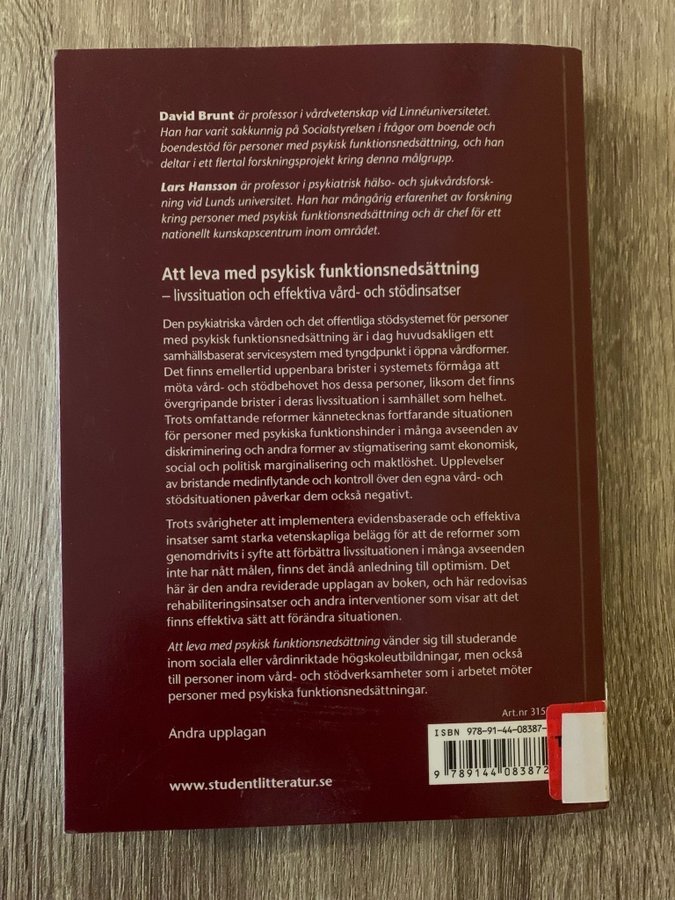 David Brunt är professor i vårdvetenskap vid Linnéuniversitetet.
Han har varit sakkunnig på Socialstyrelsen i frågor om boende och
boendestöd för personer med psykisk funktionsnedsättning, och han
deltar i ett flertal forskningsprojekt kring denna målgrupp.
Lars Hansson är professor i psykiatrisk hälso- och sjukvårdsforsk-
ning vid Lunds universitet. Han har mångårig erfarenhet av forskning
kring personer med psykisk funktionsnedsättning och är chef för ett
nationellt kunskapscentrum inom området.
Att leva med psykisk funktionsnedsättning
– livssituation och effektiva vård- och stödinsatser
Den psykiatriska vården och det offentliga stödsystemet för personer
med psykisk funktionsnedsättning är i dag huvudsakligen ett
samhällsbaserat servicesystem med tyngdpunkt i öppna vårdformer.
Det finns emellertid uppenbara brister i systemets förmåga att
möta vård- och stödbehovet hos dessa personer, liksom det finns
övergripande brister i deras livssituation i samhället som helhet.
Trots omfattande reformer kännetecknas fortfarande situationen
för personer med psykiska funktionshinder i många avseenden av
diskriminering och andra former av stigmatisering samt ekonomisk,
social och politisk marginalisering och maktlöshet. Upplevelser
av bristande medinflytande och kontroll över den egna vård- och
stödsituationen påverkar dem också negativt.
Trots svårigheter att implementera evidensbaserade och effektiva
insatser samt starka vetenskapliga belägg för att de reformer som
genomdrivits i syfte att förbättra livssituationen i många avseenden
inte har nått målen, finns det ändå anledning till optimism. Det
här är den andra reviderade upplagan av boken, och här redovisas
rehabiliteringsinsatser och andra interventioner som visar att det
finns effektiva sätt att förändra situationen.
Att leva med psykisk funktionsnedsättning vänder sig till studerande
inom sociala eller vårdinriktade högskoleutbildningar, men också
till personer inom vård- och stödverksamheter som i arbetet möter
personer med psykiska funktionsnedsättningar.
Art.nr 315
Andra upplagan
ISBN 978-91-44-08387-
9 789144 083872
www.studentlitteratur.se